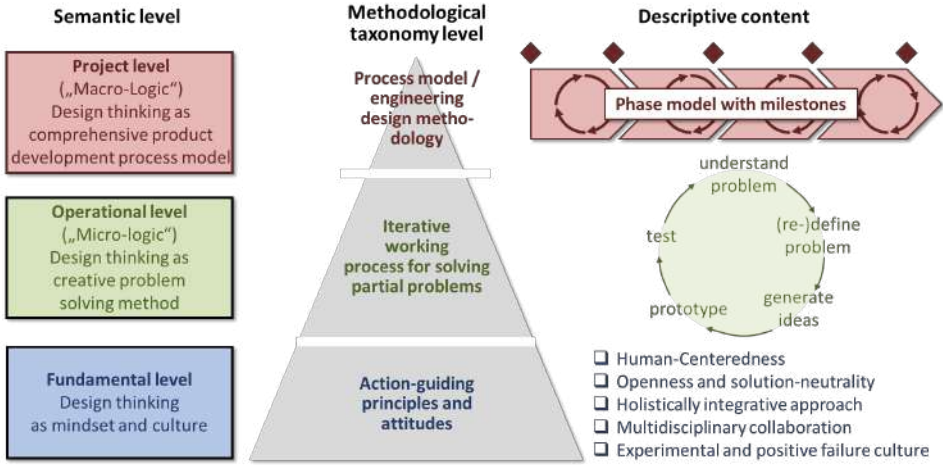 Semantic level
Methodological
taxonomy level
Descriptive content
Project level
(„Macro-Logic“)
Design thinking as
comprehensive product
development process model
Process model /
engineering
design metho-
dology
Phase model with milestones
Operational level
(„Micro-logic“)
Design thinking as
creative problem
solving method
Iterative
working
process for solving
partial problems
understand
problem
(re-)define
problem
generate
ideas
prototype
test
Fundamental level
Design thinking
as mindset and culture
Action-guiding
principles and
attitudes
❑ Human-Centeredness
❑ Openness and solution-neutrality
❑ Holistically integrative approach
❑ Multidisciplinary collaboration
❑ Experimental and positive failure culture